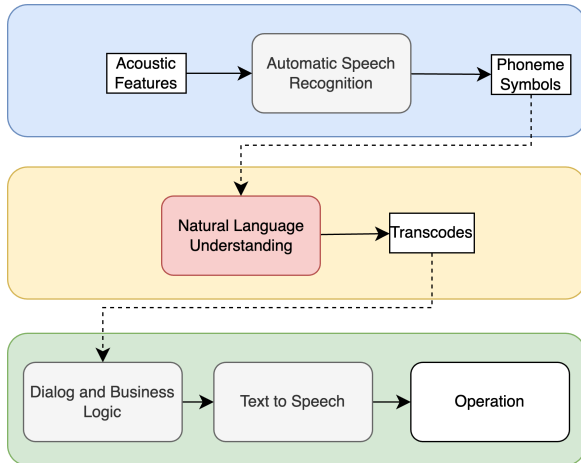 Acoustic
Features
Automatic Speech
Recognition
Phoneme
Symbols
Natural Language
Understanding
Transcodes
Dialog and Business
Logic
Text to Speech
Operation